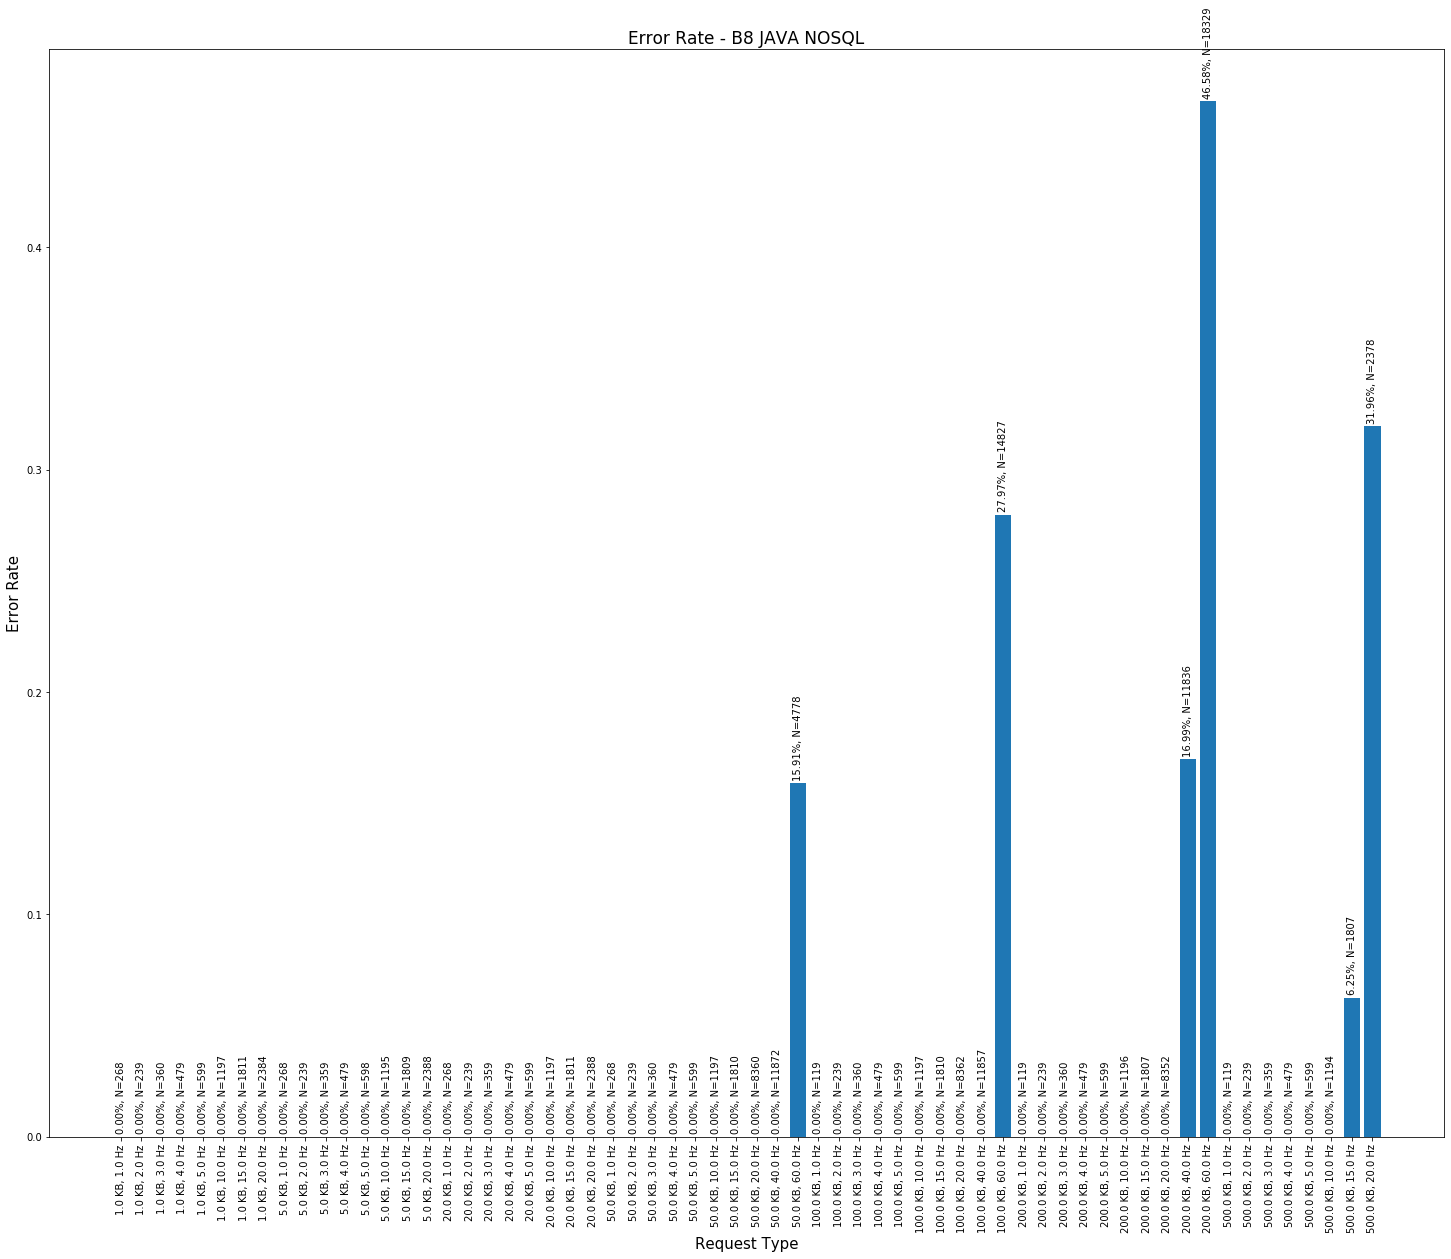 Error Rate - B8 JAVA NOSQL
Error Rate
0.4
0.3
0.2
0.1
0.0
0.00%, N=268
0.00%, N=239
0.00%, N=360
0.00%, N=479
0.00%, N=599
0.00%, N=1197
0.00%, N=1811
0.00%, N=2384
0.00%, N=268
0.00%, N=239
0.00%, N=359
0.00%, N=479
0.00%, N=598
0.00%, N=1195
0.00%, N=1809
0.00%, N=2388
0.00%, N=268
0.00%, N=239
0.00%, N=359
0.00%, N=479
0.00%, N=599
0.00%, N=1197
0.00%, N=1811
0.00%, N=2388
0.00%, N=268
0.00%, N=239
0.00%, N=360
0.00%, N=479
0.00%, N=599
0.00%, N=1197
0.00%, N=1810
0.00%, N=8360
0.00%, N=11872
15.91%, N=4778
0.00%, N=119
0.00%, N=239
0.00%, N=360
0.00%, N=479
0.00%, N=599
0.00%, N=1197
0.00%, N=1810
0.00%, N=8362
0.00%, N=11857
27.97%, N=14827
0.00%, N=119
0.00%, N=239
0.00%, N=360
0.00%, N=479
0.00%, N=599
0.00%, N=1196
0.00%, N=1807
0.00%, N=8352
16.99%, N=11836
46.58%, N=18329
0.00%, N=119
0.00%, N=239
0.00%, N=359
0.00%, N=479
0.00%, N=599
0.00%, N=1194
6.25%, N=1807
31.96%, N=2378
1.0 KB, 1.0 Hz
1.0 KB, 2.0 Hz
1.0 KB, 3.0 Hz
1.0 KB, 4.0 Hz
1.0 KB, 5.0 Hz
1.0 KB, 10.0 Hz
1.0 KB, 15.0 Hz
1.0 KB, 20.0 Hz
5.0 KB, 1.0 Hz
5.0 KB, 2.0 Hz
5.0 KB, 3.0 Hz
5.0 KB, 4.0 Hz
5.0 KB, 5.0 Hz
5.0 KB, 10.0 Hz
5.0 KB, 15.0 Hz
5.0 KB, 20.0 Hz
20.0 KB, 1.0 Hz
20.0 KB, 2.0 Hz
20.0 KB, 3.0 Hz
20.0 KB, 4.0 Hz
20.0 KB, 5.0 Hz
20.0 KB, 10.0 Hz
20.0 KB, 15.0 Hz
20.0 KB, 20.0 Hz
50.0 KB, 1.0 Hz
50.0 KB, 2.0 Hz
50.0 KB, 3.0 Hz
50.0 KB, 4.0 Hz
50.0 KB, 5.0 Hz
50.0 KB, 10.0 Hz
50.0 KB, 15.0 Hz
50.0 KB, 20.0 Hz
50.0 KB, 40.0 Hz
50.0 KB, 60.0 Hz
100.0 KB, 1.0 Hz
100.0 KB, 2.0 Hz
100.0 KB, 3.0 Hz
100.0 KB, 4.0 Hz
100.0 KB, 5.0 Hz
100.0 KB, 10.0 Hz
100.0 KB, 15.0 Hz
100.0 KB, 20.0 Hz
100.0 KB, 40.0 Hz
100.0 KB, 60.0 Hz
200.0 KB, 1.0 Hz
200.0 KB, 2.0 Hz
200.0 KB, 3.0 Hz
200.0 KB, 4.0 Hz
200.0 KB, 5.0 Hz
200.0 KB, 10.0 Hz
200.0 KB, 15.0 Hz
200.0 KB, 20.0 Hz
200.0 KB, 40.0 Hz
200.0 KB, 60.0 Hz
500.0 KB, 1.0 Hz
500.0 KB, 2.0 Hz
500.0 KB, 3.0 Hz
500.0 KB, 4.0 Hz
500.0 KB, 5.0 Hz
500.0 KB, 10.0 Hz
500.0 KB, 15.0 Hz
500.0 KB, 20.0 Hz
Request Type